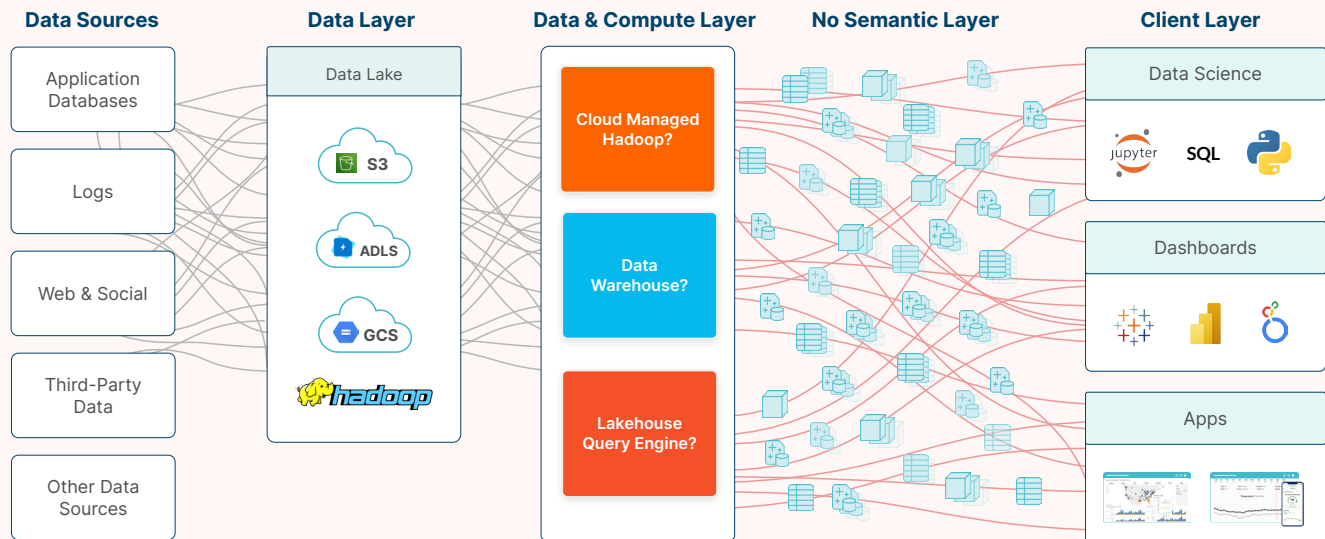 Data Sources
Data Layer
Data & Compute Layer
No Semantic Layer
Client Layer
Application
Databases
Logs
Web & Social
Third-Party
Data
Other Data
Sources
Data Lake
S3
ADLS
GCS
hadoop
Cloud Managed
Hadoop?
Data
Warehouse?
Lakehouse
Query Engine?
Data Science
jupyter
SQL
Dashboards
Apps